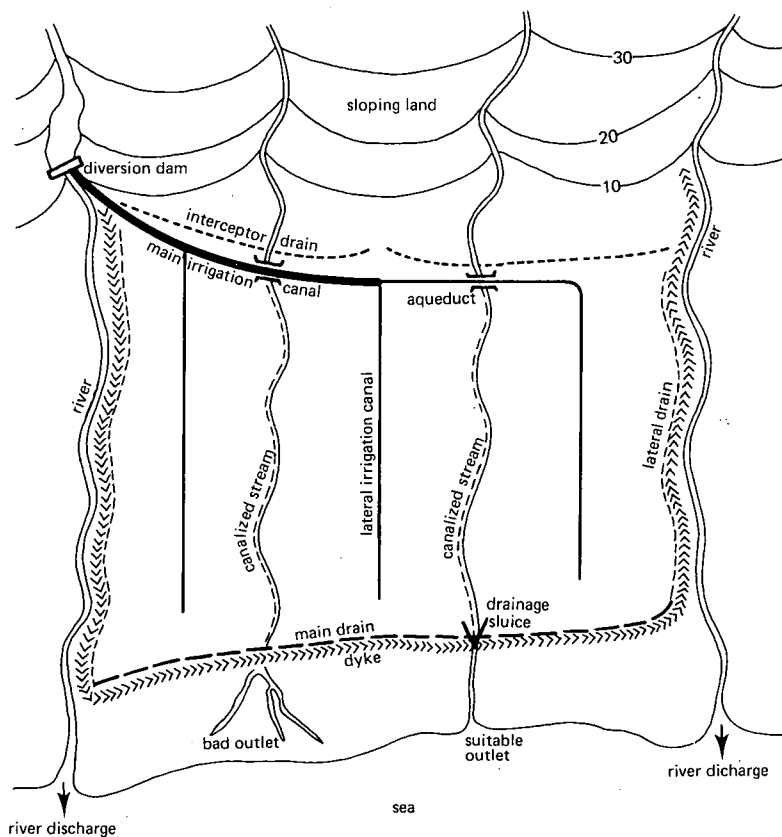 30
sloping land
20
diversion dam
10
interceptor drain
river
main irrigation canal
aqueduct
river
lateral drain
canalized stream
lateral irrigation canal
canalized stream
drainage
sluice
main drain
dyke
bad outlet
suitable
outlet
river dicharge
sea
river discharge